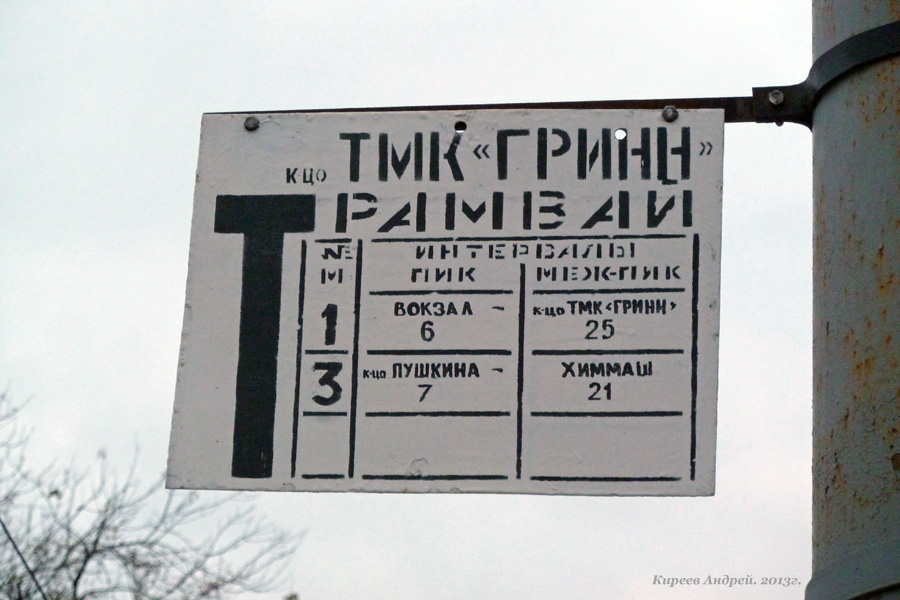 к-цо ТМК «ГРИНН»
Т ТРАМВАЙ
№ ИНТЕРВАЛЫ
М ПИК МЕЖ-ПИК
1 ВОКЗАЛ – к-цо ТМК «ГРИНН»
6 25
3 к-цо ПУШКИНА – ХИММАШ
7 21
Киреев Андрей. 2013г.